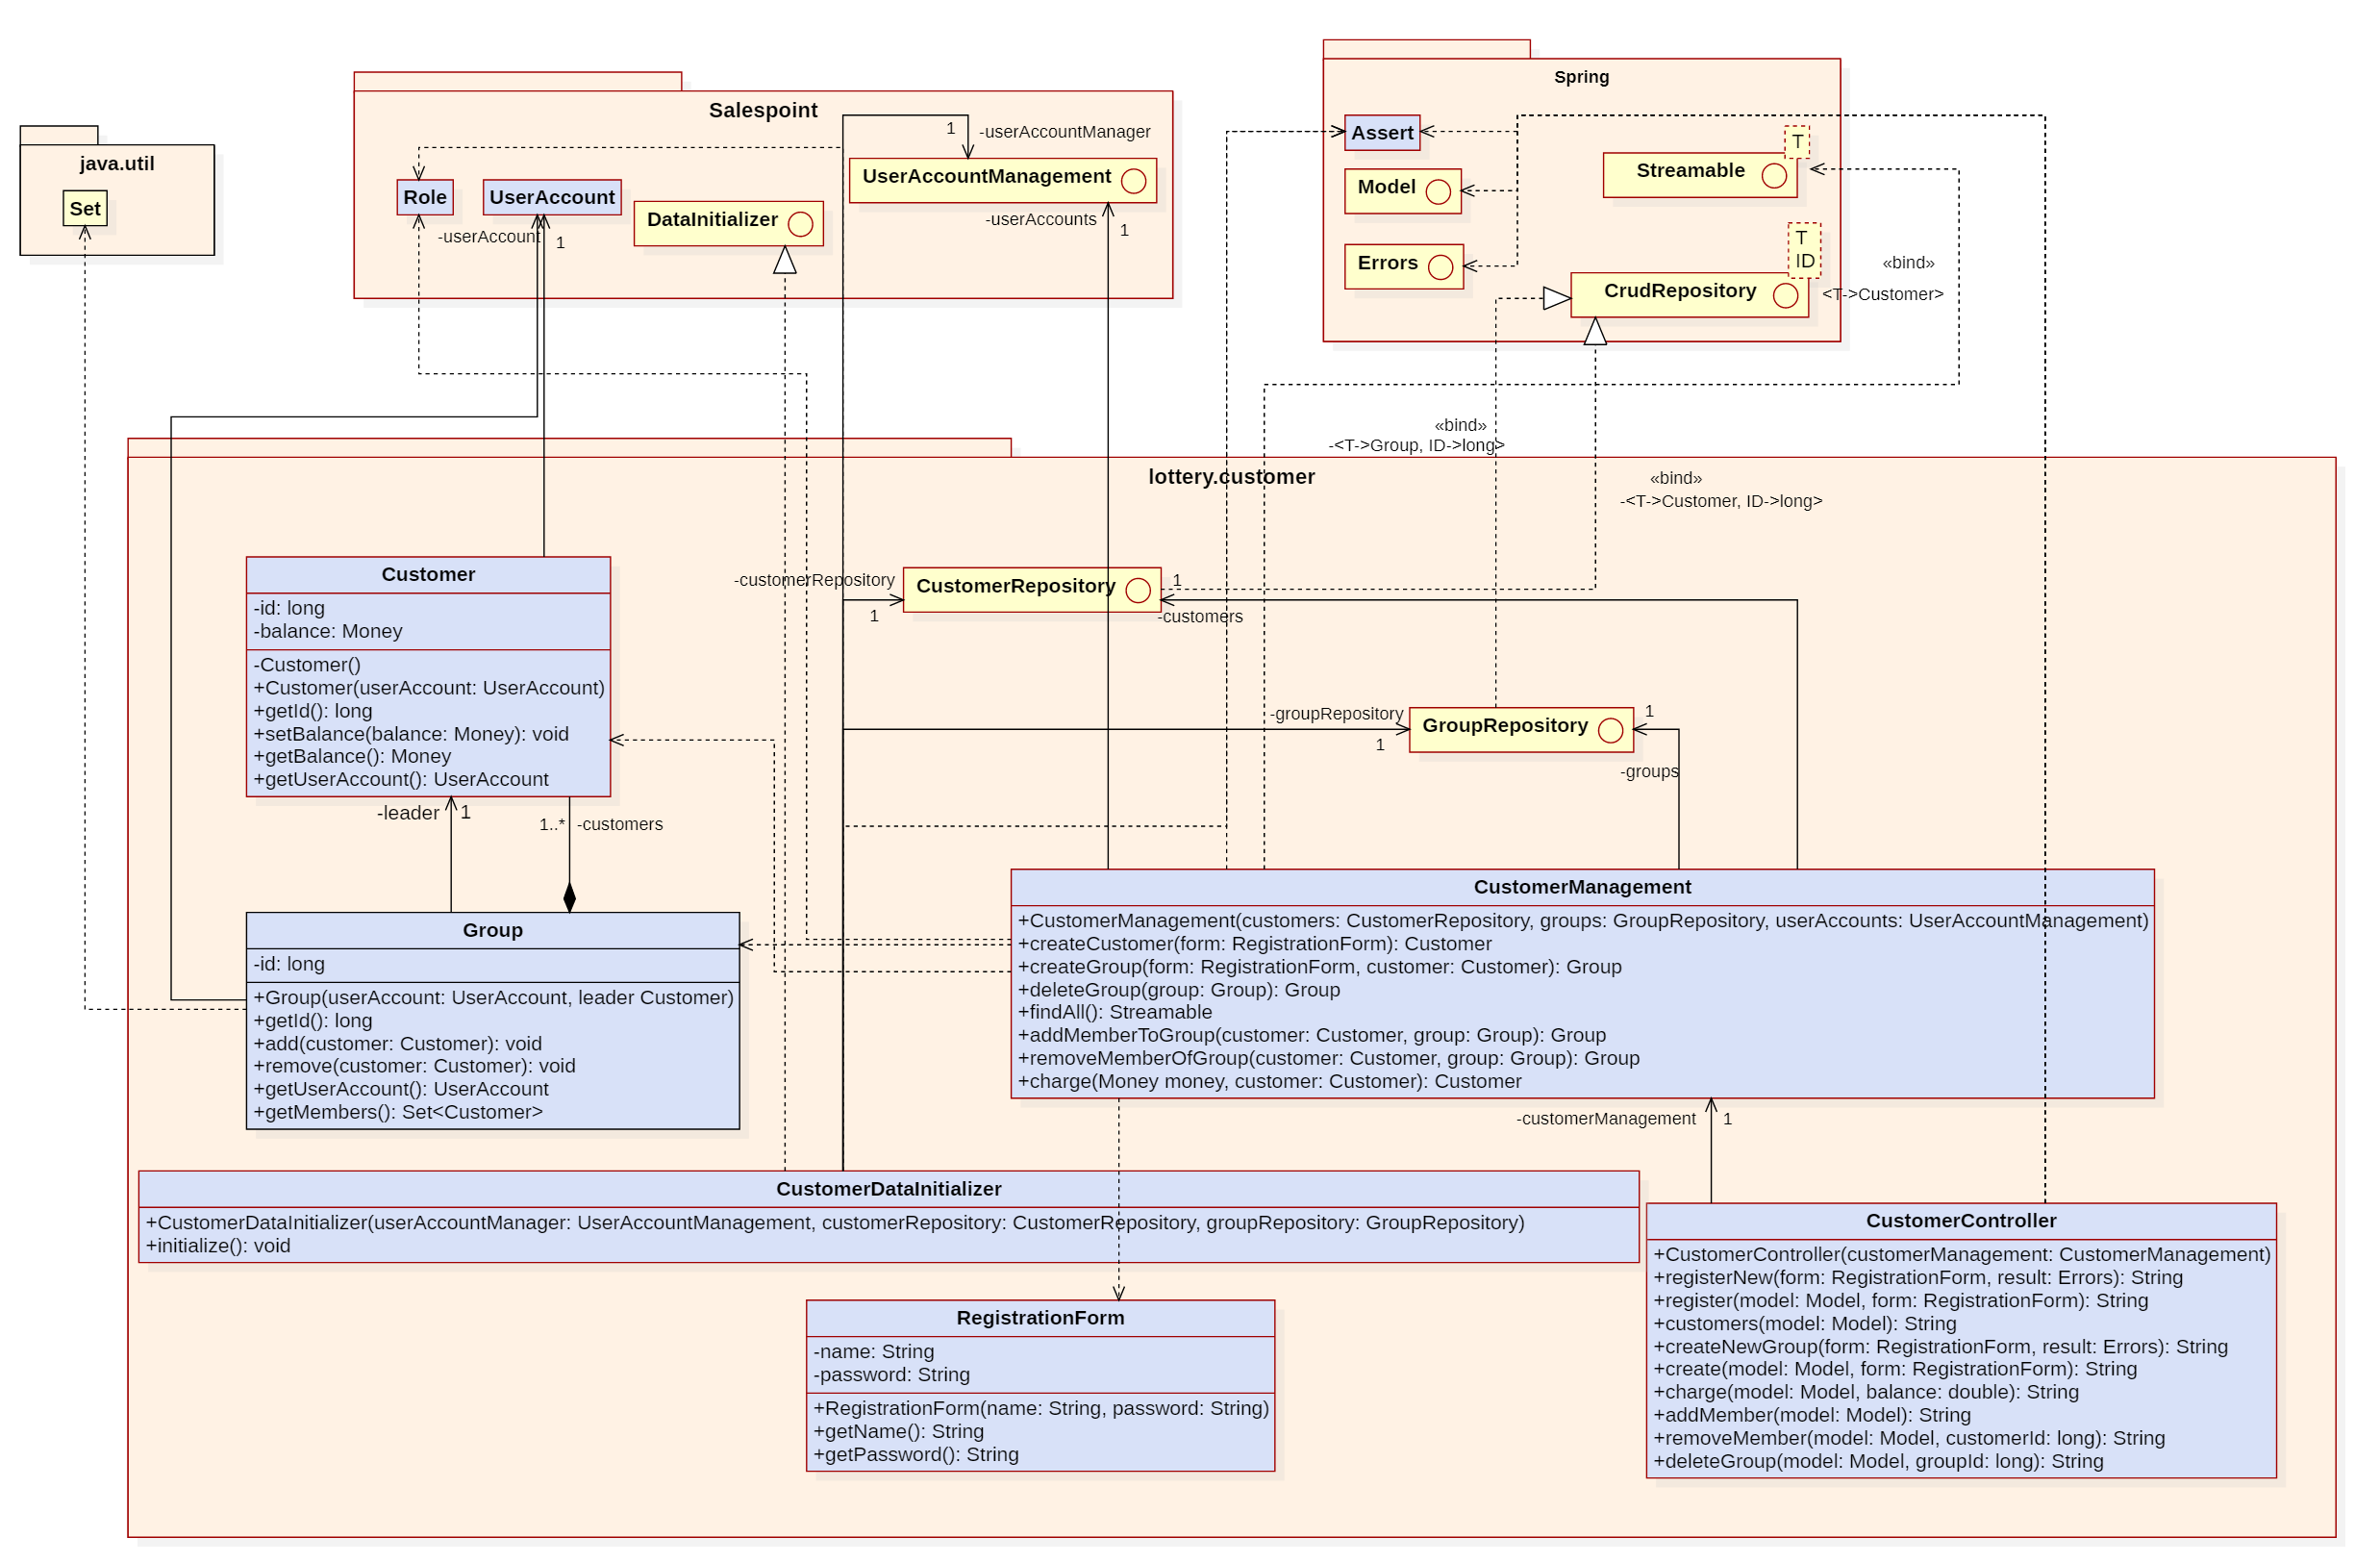 Spring
Salespoint
Assert
T
Streamable
1
-userAccountManager
java.util
Model
UserAccountManagement
Role
UserAccount
Set
DataInitializer
-userAccounts
1
-userAccount
1
T
ID
Errors
«bind»
CrudRepository
<T->Customer>
«bind»
-<T->Group, ID->long>
lottery.customer
«bind»
-<T->Customer, ID->long>
Customer
-id: long
-balance: Money
-Customer()
+Customer(userAccount: UserAccount)
+getId(): long
+setBalance(balance: Money): void
+getBalance(): Money
+getUserAccount(): UserAccount
-customerRepository
1
CustomerRepository
1
-customers
-groupRepository
1
GroupRepository
1
-groups
-leader
1
1..*
-customers
Group
-id: long
+Group(userAccount: UserAccount, leader Customer)
+getId(): long
+add(customer: Customer): void
+remove(customer: Customer): void
+getUserAccount(): UserAccount
+getMembers(): Set<Customer>
CustomerManagement
+CustomerManagement(customers: CustomerRepository, groups: GroupRepository, userAccounts: UserAccountManagement)
+createCustomer(form: RegistrationForm): Customer
+createGroup(form: RegistrationForm, customer: Customer): Group
+deleteGroup(group: Group): Group
+findAll(): Streamable
+addMemberToGroup(customer: Customer, group: Group): Group
+removeMemberOfGroup(customer: Customer, group: Group): Group
+charge(Money money, customer: Customer): Customer
-customerManagement
1
CustomerDataInitializer
+CustomerDataInitializer(userAccountManager: UserAccountManagement, customerRepository: CustomerRepository, groupRepository: GroupRepository)
+initialize(): void
CustomerController
+CustomerController(customerManagement: CustomerManagement)
+registerNew(form: RegistrationForm, result: Errors): String
+register(model: Model, form: RegistrationForm): String
+customers(model: Model): String
+createNewGroup(form: RegistrationForm, result: Errors): String
+create(model: Model, form: RegistrationForm): String
+charge(model: Model, balance: double): String
+addMember(model: Model): String
+removeMember(model: Model, customerId: long): String
+deleteGroup(model: Model, groupId: long): String
RegistrationForm
-name: String
-password: String
+RegistrationForm(name: String, password: String)
+getName(): String
+getPassword(): String